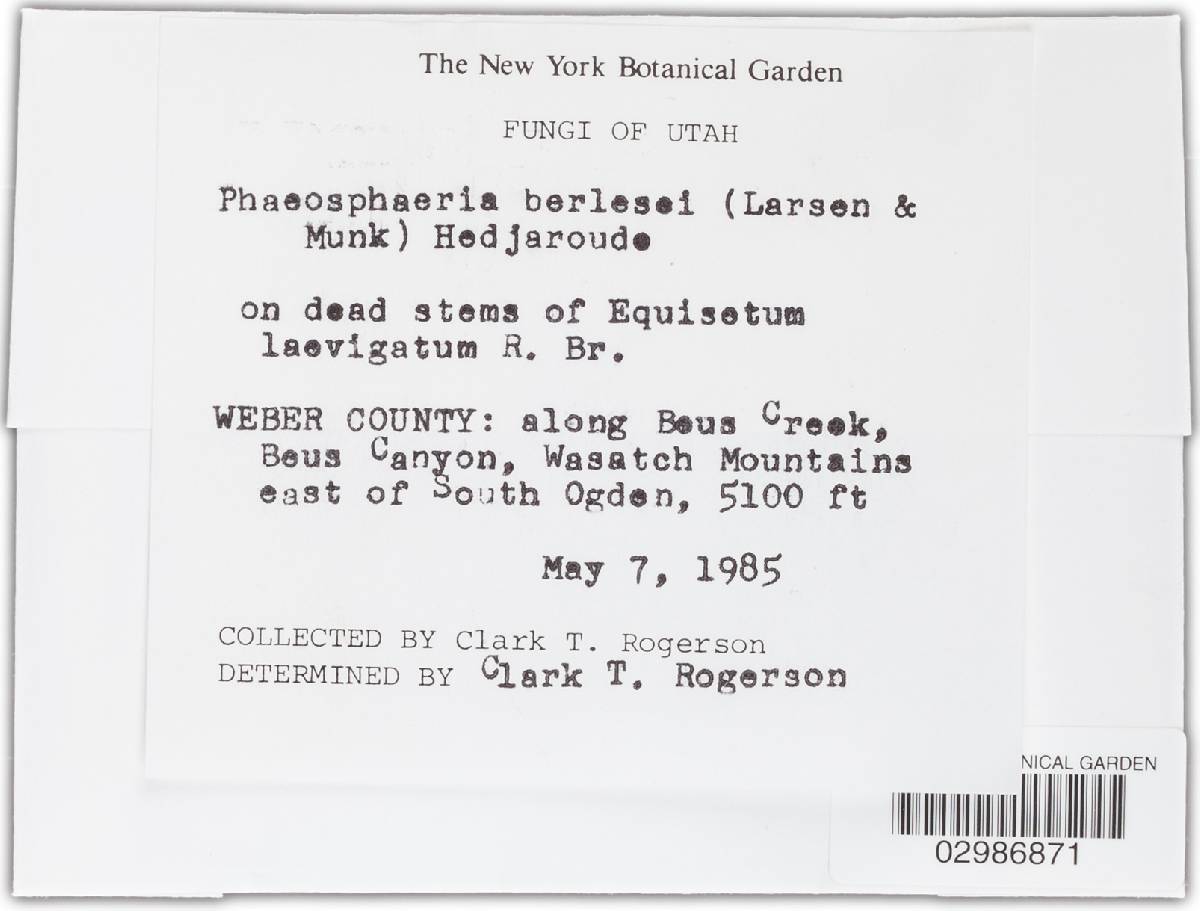 The New York Botanical Garden
FUNGI OF UTAH
Phaeosphaeria berlesei (Larsen &
Munk) Hedjaroude
on dead stems of Equisetum
laevigatum R. Br.
WEBER COUNTY: along Beus Creek,
Beus Canyon, Wasatch Mountains
east of South Ogden, 5100 ft
May 7, 1985
COLLECTED BY Clark T. Rogerson
DETERMINED BY Clark T. Rogerson
NICAL GARDEN
02986871